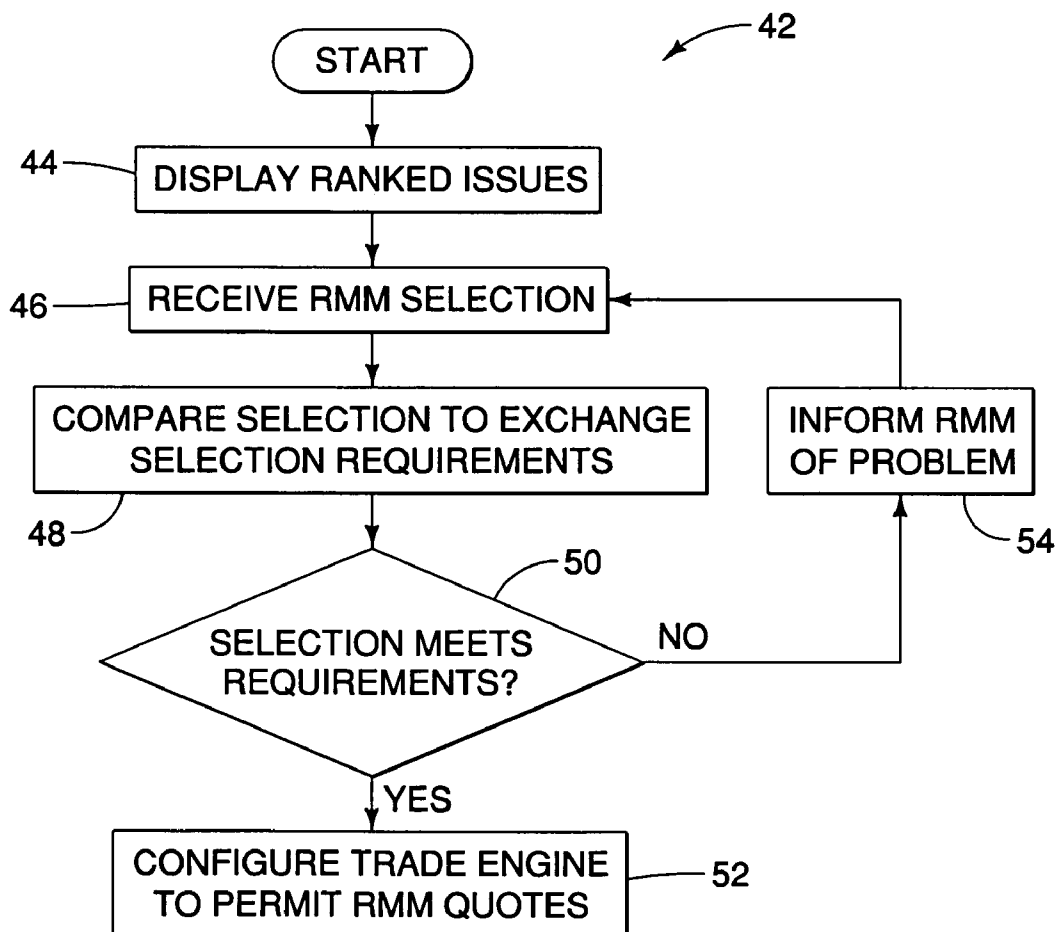 42
START
44
DISPLAY RANKED ISSUES
46
RECEIVE RMM SELECTION
COMPARE SELECTION TO EXCHANGE
SELECTION REQUIREMENTS
48
INFORM RMM
OF PROBLEM
54
50
SELECTION MEETS
REQUIREMENTS?
NO
YES
CONFIGURE TRADE ENGINE
TO PERMIT RMM QUOTES
52